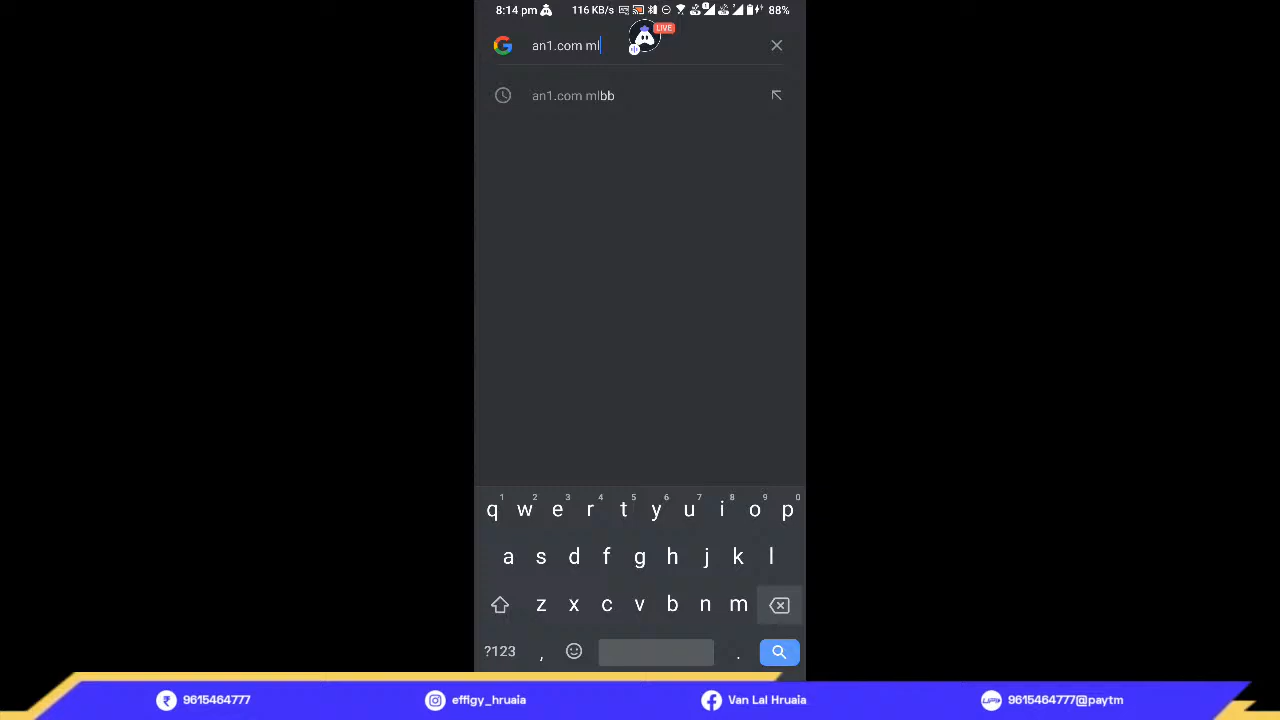 8:14 pm 116 KB/s 88%
LIVE
an1.com ml
an1.com mlbb
1 2 3 4 5 6 7 8 9 0
q w e r t y u i o p
a s d f g h j k l
z x c v b n m
?123 , .
9615464777 effigy_hruaia Van Lal Hruaia 9615464777@paytm